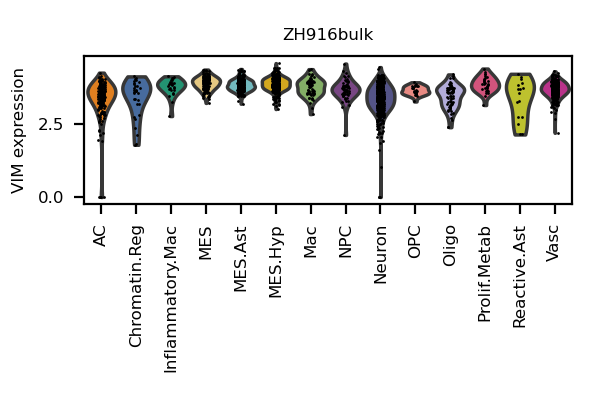 ZH916bulk
VIM expression
2.5
0.0
AC
Chromatin.Reg
Inflammatory.Mac
MES
MES.Ast
MES.Hyp
Mac
NPC
Neuron
OPC
Oligo
Prolif.Metab
Reactive.Ast
Vasc